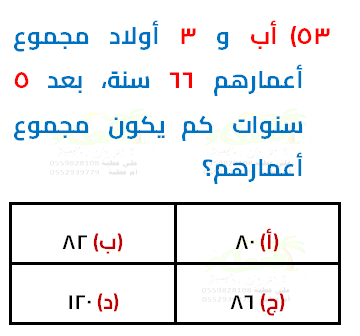 ٥٣) أب و ٣ أولاد مجموع
أعمارهم ٦٦ سنة، بعد ٥
سنوات كم يكون مجموع
أعمارهم؟
(أ) ٨٠ (ب) ٨٢
(ج) ٨٦ (د) ١٢٠